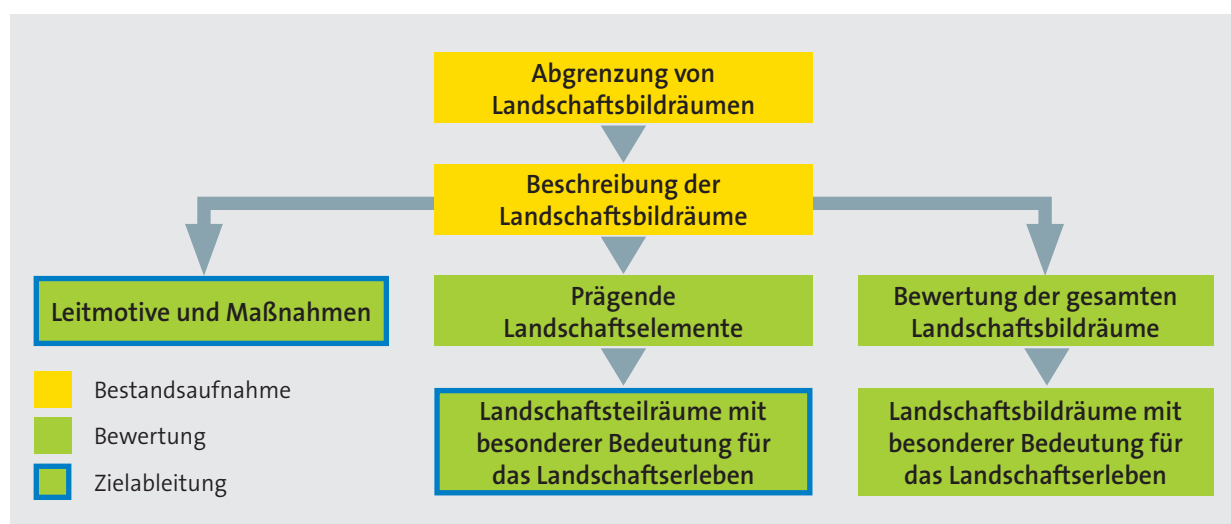 Abgrenzung von
Landschaftsbildräumen
Beschreibung der
Landschaftsbildräume
Leitmotive und Maßnahmen
Prägende
Landschaftselemente
Bewertung der gesamten
Landschaftsbildräume
Landschaftsteilräume mit
besonderer Bedeutung für
das Landschaftserleben
Landschaftsbildräume mit
besonderer Bedeutung für
das Landschaftserleben
Bestandsaufnahme
Bewertung
Zielableitung